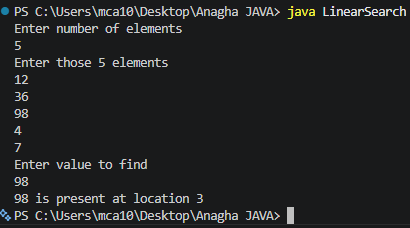 PS C:\Users\mca10\Desktop\Anagha JAVA> java LinearSearch
Enter number of elements
5
Enter those 5 elements
12
36
98
4
7
Enter value to find
98
98 is present at location 3
PS C:\Users\mca10\Desktop\Anagha JAVA>